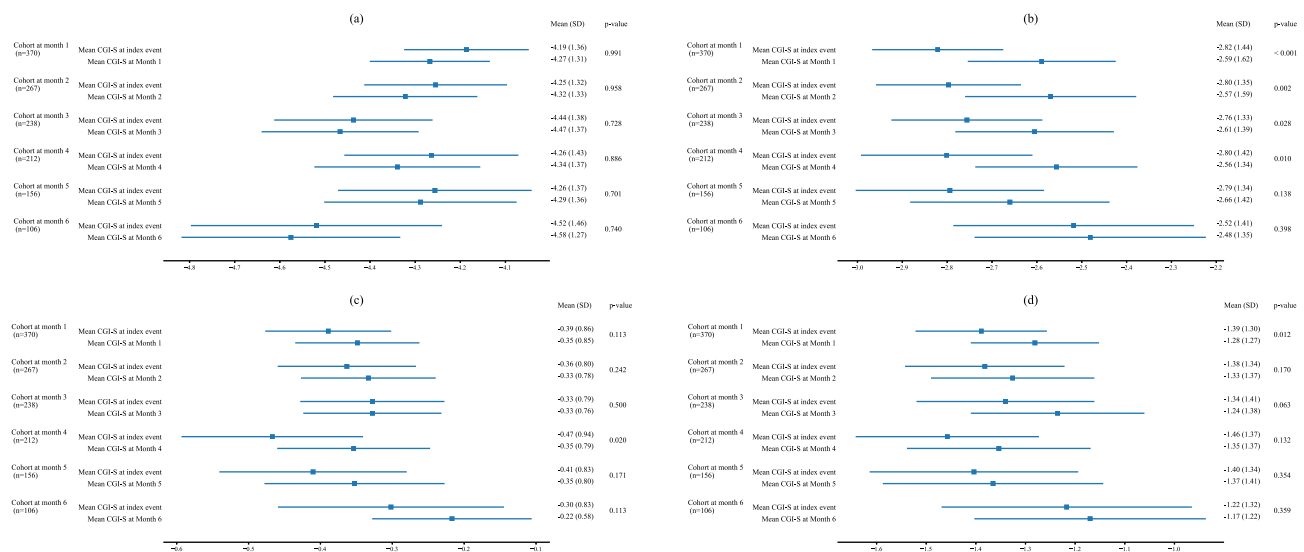 (a)
Mean (SD) p-value
Cohort at month 1
(n=370)
Mean CGI-S at index event -4.19 (1.36)
0.991
Mean CGI-S at Month 1 -4.27 (1.31)
Cohort at month 2
(n=267)
Mean CGI-S at index event -4.25 (1.32)
0.958
Mean CGI-S at Month 2 -4.32 (1.33)
Cohort at month 3
(n=238)
Mean CGI-S at index event -4.44 (1.38)
0.728
Mean CGI-S at Month 3 -4.47 (1.37)
Cohort at month 4
(n=212)
Mean CGI-S at index event -4.26 (1.43)
0.886
Mean CGI-S at Month 4 -4.34 (1.37)
Cohort at month 5
(n=156)
Mean CGI-S at index event -4.26 (1.37)
0.701
Mean CGI-S at Month 5 -4.29 (1.36)
Cohort at month 6
(n=106)
Mean CGI-S at index event -4.52 (1.46)
0.740
Mean CGI-S at Month 6 -4.58 (1.27)
−4.8 −4.7 −4.6 −4.5 −4.4 −4.3 −4.2 −4.1
(b)
Mean (SD) p-value
Cohort at month 1
(n=370)
Mean CGI-S at index event -2.82 (1.44)
< 0.001
Mean CGI-S at Month 1 -2.59 (1.62)
Cohort at month 2
(n=267)
Mean CGI-S at index event -2.80 (1.35)
0.002
Mean CGI-S at Month 2 -2.57 (1.59)
Cohort at month 3
(n=238)
Mean CGI-S at index event -2.76 (1.33)
0.028
Mean CGI-S at Month 3 -2.61 (1.39)
Cohort at month 4
(n=212)
Mean CGI-S at index event -2.80 (1.42)
0.010
Mean CGI-S at Month 4 -2.56 (1.34)
Cohort at month 5
(n=156)
Mean CGI-S at index event -2.79 (1.34)
0.138
Mean CGI-S at Month 5 -2.66 (1.42)
Cohort at month 6
(n=106)
Mean CGI-S at index event -2.52 (1.41)
0.398
Mean CGI-S at Month 6 -2.48 (1.35)
−3.0 −2.9 −2.8 −2.7 −2.6 −2.5 −2.4 −2.3 −2.2
(c)
Mean (SD) p-value
Cohort at month 1
(n=370)
Mean CGI-S at index event -0.39 (0.86)
0.113
Mean CGI-S at Month 1 -0.35 (0.85)
Cohort at month 2
(n=267)
Mean CGI-S at index event -0.36 (0.80)
0.242
Mean CGI-S at Month 2 -0.33 (0.78)
Cohort at month 3
(n=238)
Mean CGI-S at index event -0.33 (0.79)
0.500
Mean CGI-S at Month 3 -0.33 (0.76)
Cohort at month 4
(n=212)
Mean CGI-S at index event -0.47 (0.94)
0.020
Mean CGI-S at Month 4 -0.35 (0.79)
Cohort at month 5
(n=156)
Mean CGI-S at index event -0.41 (0.83)
0.171
Mean CGI-S at Month 5 -0.35 (0.80)
Cohort at month 6
(n=106)
Mean CGI-S at index event -0.30 (0.83)
0.113
Mean CGI-S at Month 6 -0.22 (0.58)
−0.6 −0.5 −0.4 −0.3 −0.2 −0.1
(d)
Mean (SD) p-value
Cohort at month 1
(n=370)
Mean CGI-S at index event -1.39 (1.30)
0.012
Mean CGI-S at Month 1 -1.28 (1.27)
Cohort at month 2
(n=267)
Mean CGI-S at index event -1.38 (1.34)
0.170
Mean CGI-S at Month 2 -1.33 (1.37)
Cohort at month 3
(n=238)
Mean CGI-S at index event -1.34 (1.41)
0.063
Mean CGI-S at Month 3 -1.24 (1.38)
Cohort at month 4
(n=212)
Mean CGI-S at index event -1.46 (1.37)
0.132
Mean CGI-S at Month 4 -1.35 (1.37)
Cohort at month 5
(n=156)
Mean CGI-S at index event -1.40 (1.34)
0.354
Mean CGI-S at Month 5 -1.37 (1.41)
Cohort at month 6
(n=106)
Mean CGI-S at index event -1.22 (1.32)
0.359
Mean CGI-S at Month 6 -1.17 (1.22)
−1.6 −1.5 −1.4 −1.3 −1.2 −1.1 −1.0